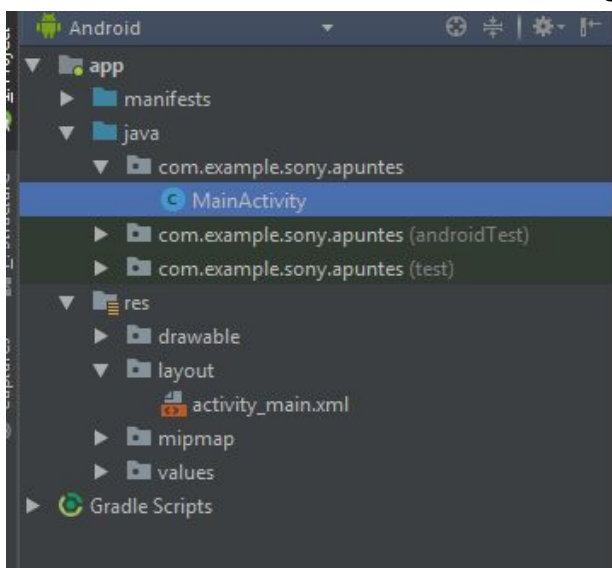 Android
app
manifests
java
com.example.sony.apuntes
MainActivity
com.example.sony.apuntes (androidTest)
com.example.sony.apuntes (test)
res
drawable
layout
activity_main.xml
mipmap
values
Gradle Scripts